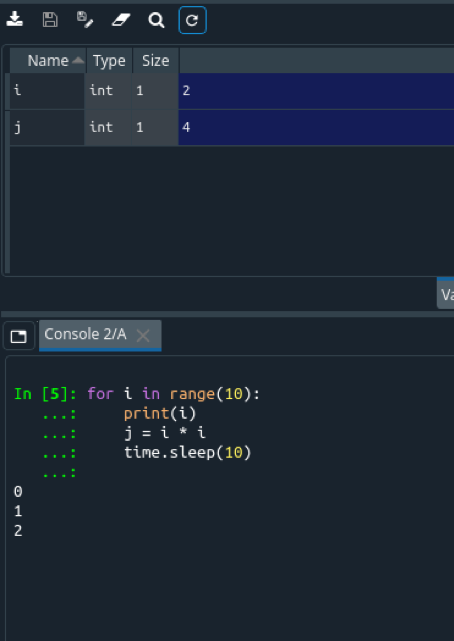 Name Type Size
i int 1 2
j int 1 4
Va
Console 2/A
In [5]: for i in range(10):
   ...:     print(i)
   ...:     j = i * i
   ...:     time.sleep(10)
   ...:
0
1
2